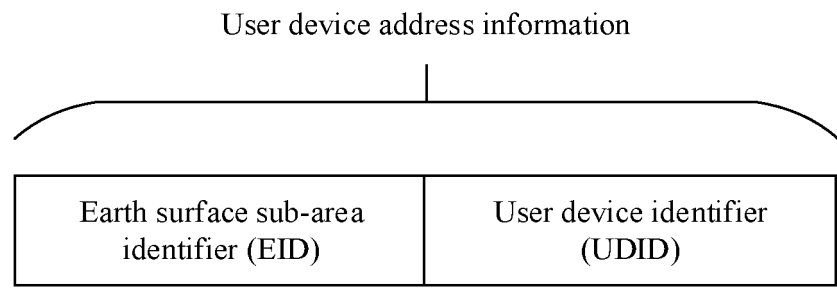 User device address information
Earth surface sub-area
identifier (EID)
User device identifier
(UDID)